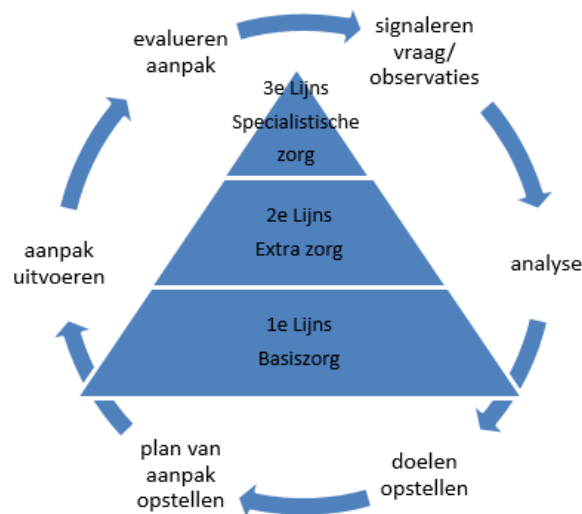 evalueren
aanpak
signaleren
vraag/
observaties
3e Lijns
Specialistische
zorg
2e Lijns
Extra zorg
aanpak
uitvoeren
analyse
1e Lijns
Basiszorg
plan van
aanpak
opstellen
doelen
opstellen